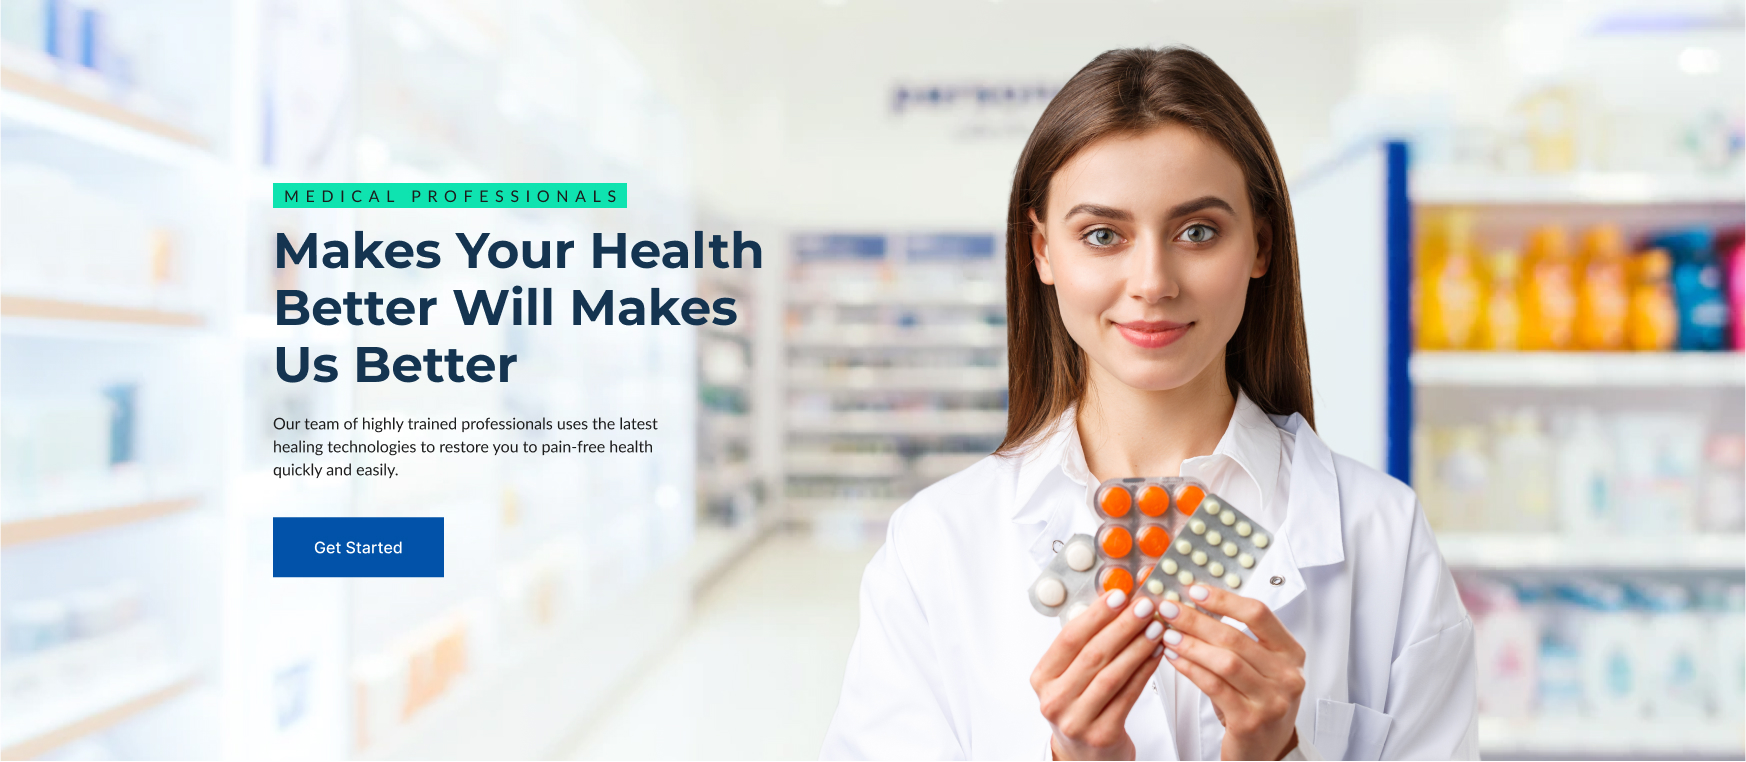 MEDICAL PROFESSIONALS
Makes Your Health
Better Will Makes
Us Better
Our team of highly trained professionals uses the latest
healing technologies to restore you to pain-free health
quickly and easily.
Get Started